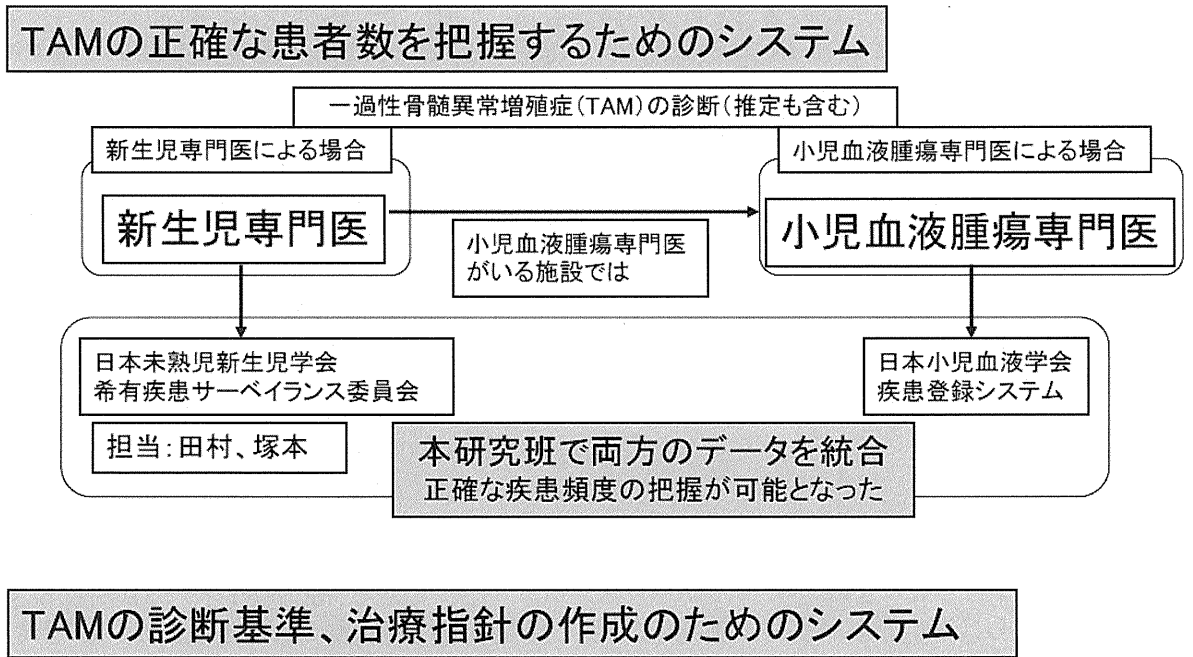 TAMの正確な患者数を把握するためのシステム
一過性骨髄異常増殖症(TAM)の診断(推定も含む)
新生児専門医による場合
小児血液腫瘍専門医による場合
新生児専門医
小児血液腫瘍専門医
小児血液腫瘍専門医
がいる施設では
日本未熟児新生児学会
希有疾患サーベイランス委員会
日本小児血液学会
疾患登録システム
担当:田村、塚本
本研究班で両方のデータを統合
正確な疾患頻度の把握が可能となった
TAMの診断基準、治療指針の作成のためのシステム